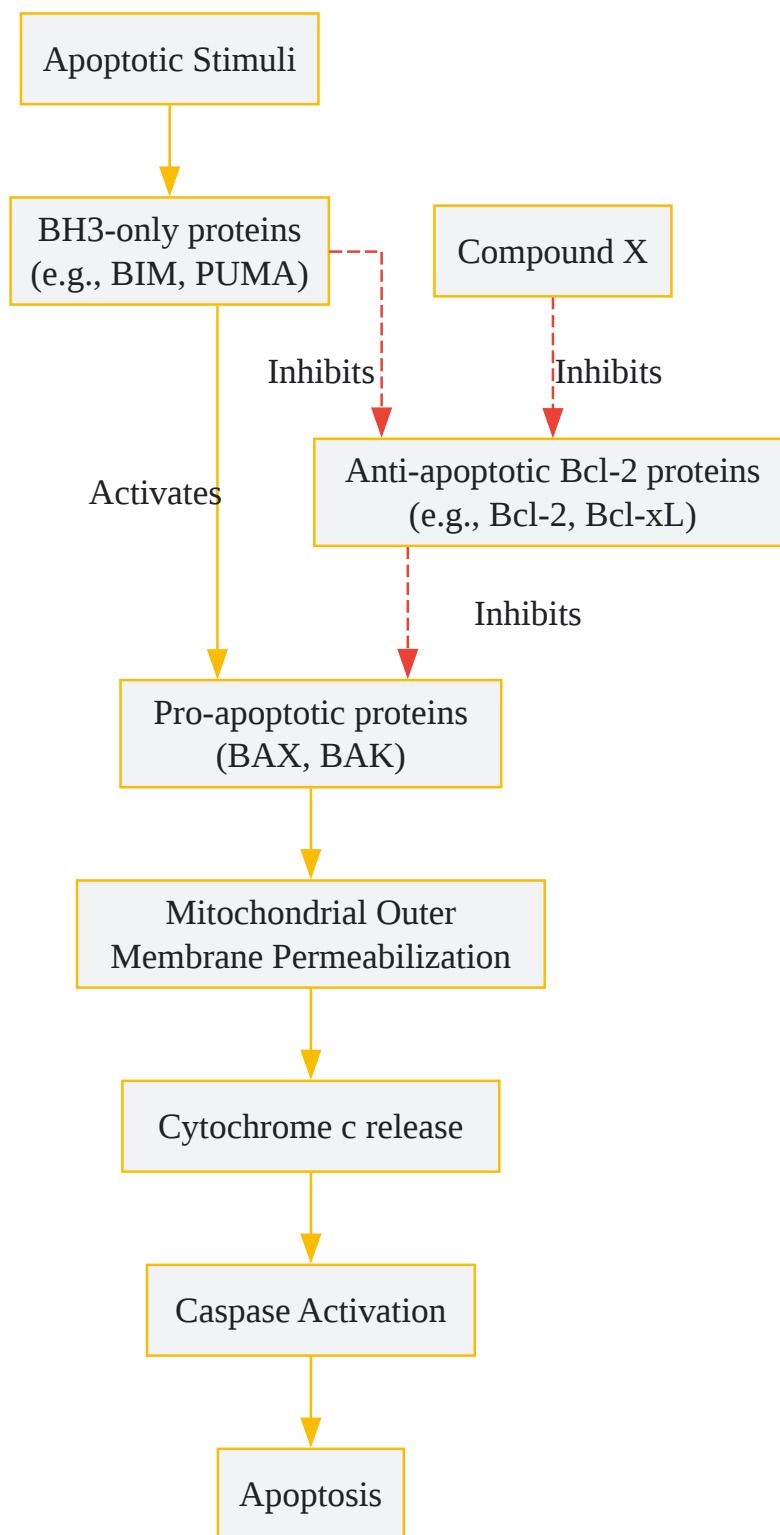 Apoptotic Stimuli
BH3-only proteins
(e.g., BIM, PUMA)
Compound X
Inhibits
Inhibits
Anti-apoptotic Bcl-2 proteins
(e.g., Bcl-2, Bcl-xL)
Activates
Inhibits
Pro-apoptotic proteins
(BAX, BAK)
Mitochondrial Outer
Membrane Permeabilization
Cytochrome c release
Caspase Activation
Apoptosis